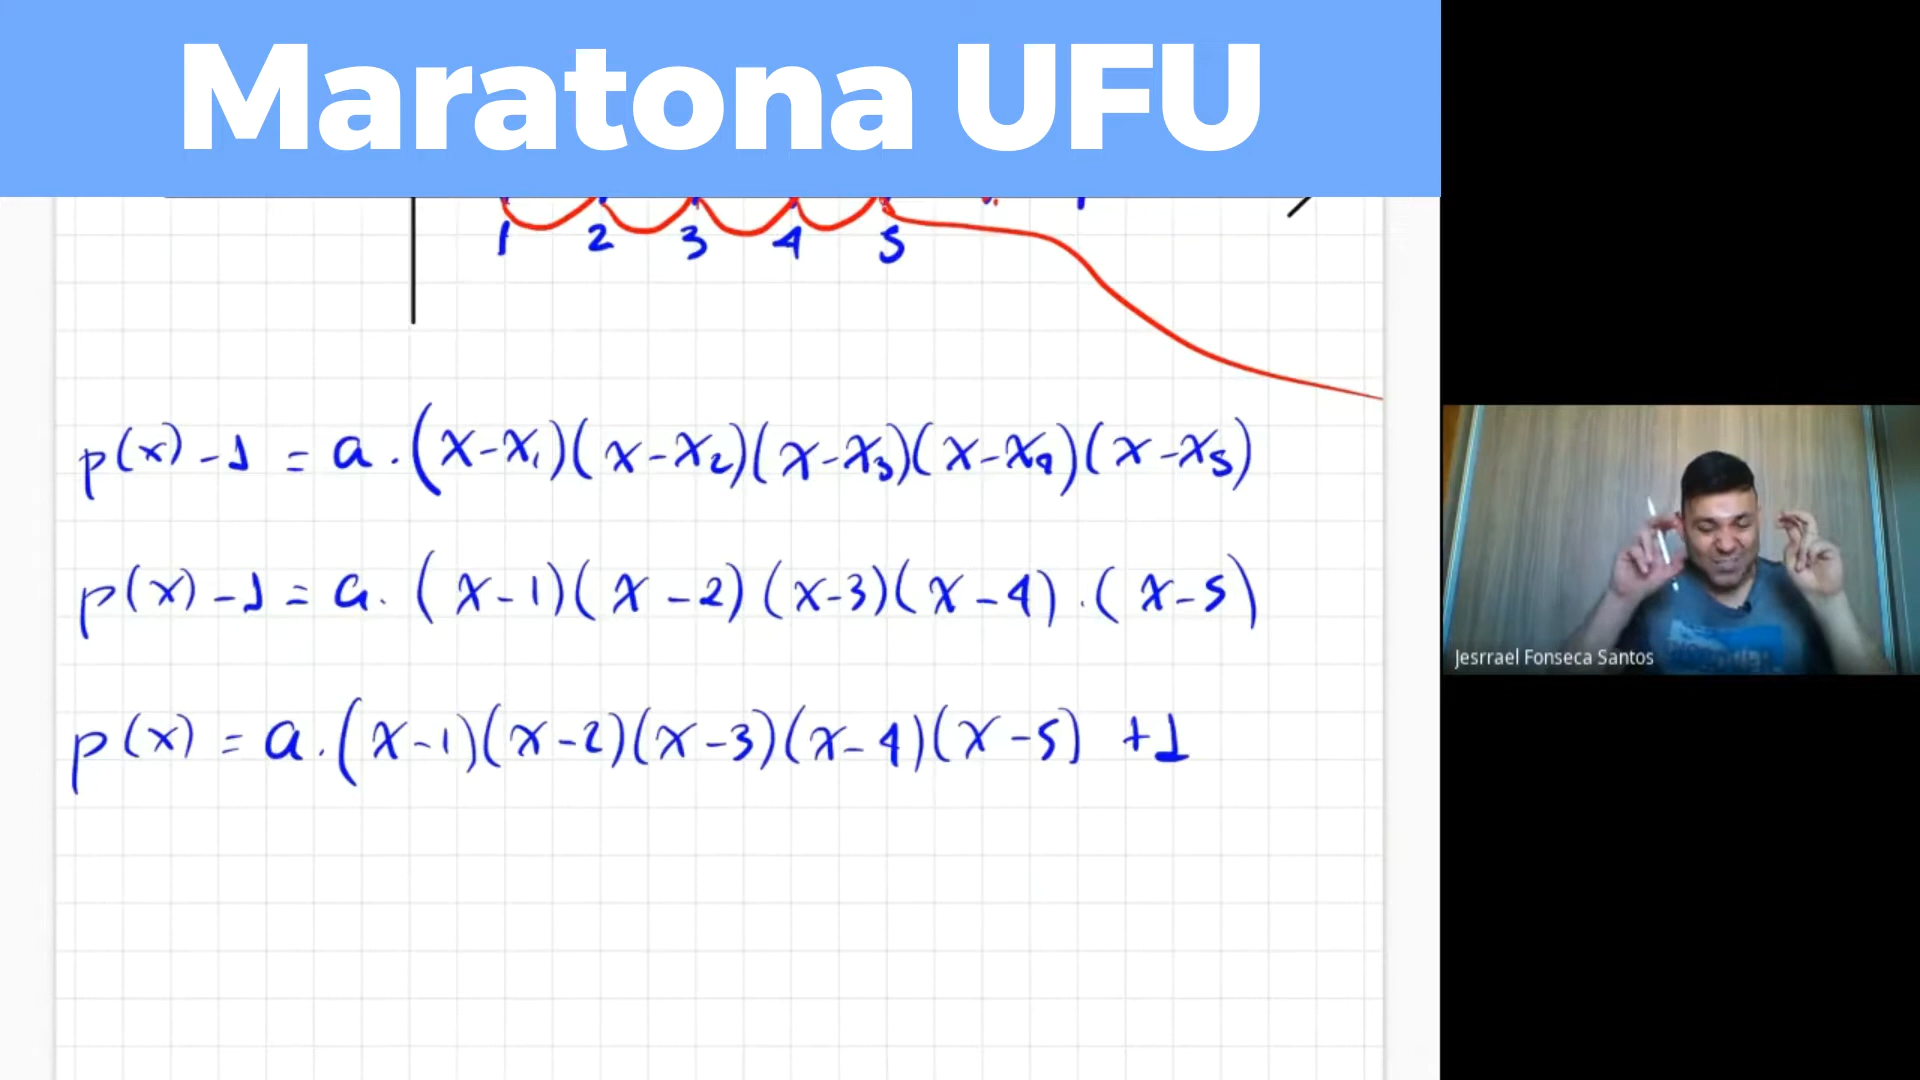 Maratona UFU
1 2 3 4 5
p(x) - 1 = a . (x-x₁)(x-x₂)(x-x₃)(x-x₄)(x-x₅)
p(x) - 1 = a. (x-1)(x-2)(x-3)(x-4).(x-5)
p(x) = a.(x-1)(x-2)(x-3)(x-4)(x-5) +1
Jesrrael Fonseca Santos